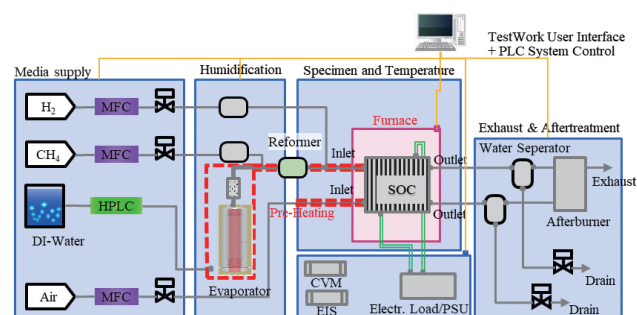 TestWork User Interface
+ PLC System Control
Media supply
Humidification
Specimen and Temperature
H2
MFC
CH4
MFC
Reformer
Furnace
Inlet
Inlet
Outlet
Outlet
SOC
Exhaust & Aftertreatment
Water Seperator
Exhaust
Afterburner
HPLC
DI-Water
Pre-Heating
Evaporator
Air
MFC
CVM
EIS
Electr. Load/PSU
Drain
Drain